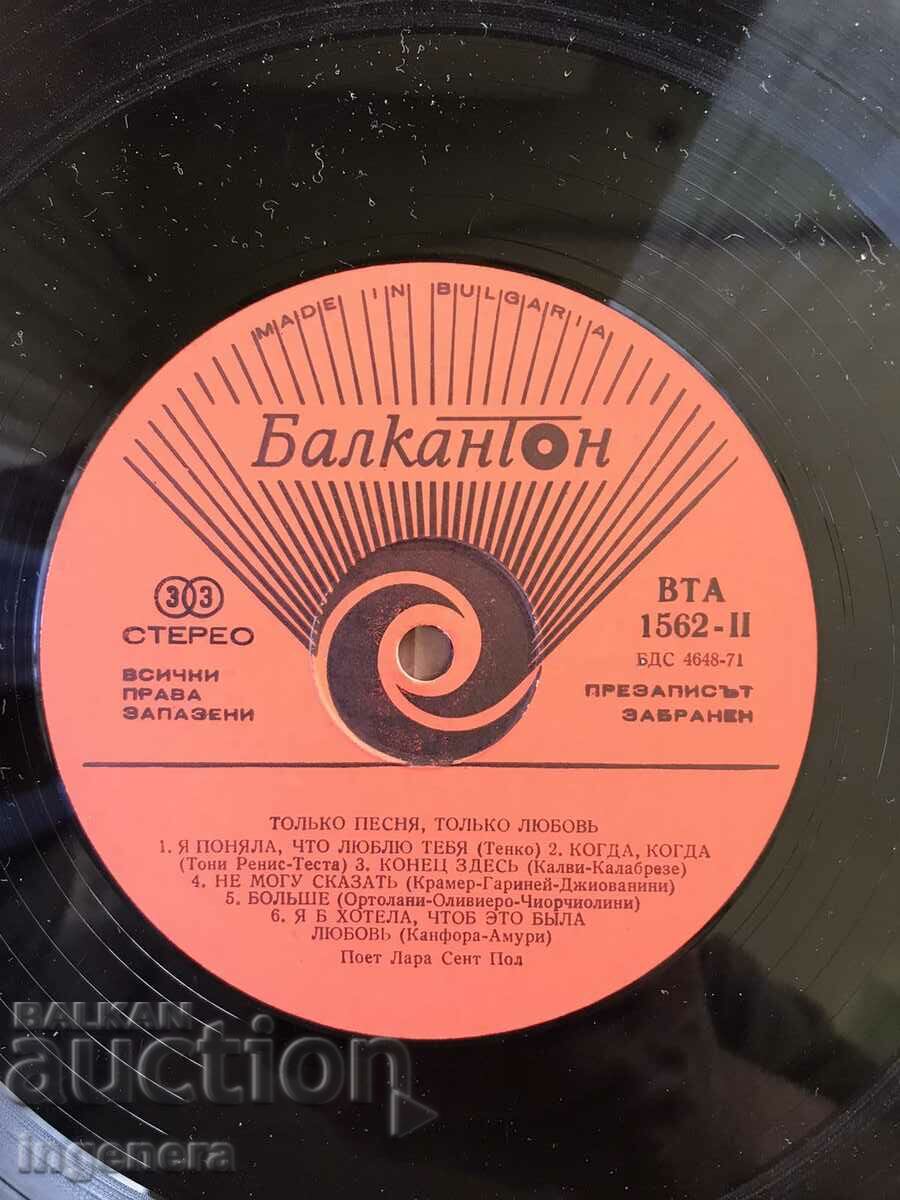 MADE IN BULGARIA
Балкантон
33
СТЕРЕО
ВСИЧКИ
ПРАВА
ЗАПАЗЕНИ
ВТА
1562-II
БДС 4648-71
ПРЕЗАПИСЪТ
ЗАБРАНЕН
ТОЛЬКО ПЕСНЯ, ТОЛЬКО ЛЮБОВЬ
1. Я ПОНЯЛА, ЧТО ЛЮБЛЮ ТЕБЯ (Тенко) 2. КОГДА, КОГДА
(Тони Ренис-Теста) 3. КОНЕЦ ЗДЕСЬ (Калви-Калабрезе)
4. НЕ МОГУ СКАЗАТЬ (Крамер-Гариней-Джиованини)
5. БОЛЬШЕ (Ортолани-Оливиеро-Чиорчиолини)
6. Я Б ХОТЕЛА, ЧТОБ ЭТО БЫЛА
ЛЮБОВЬ (Канфора-Амури)
Поет Лара Сент Пол
BALKAN
auction
ingenera